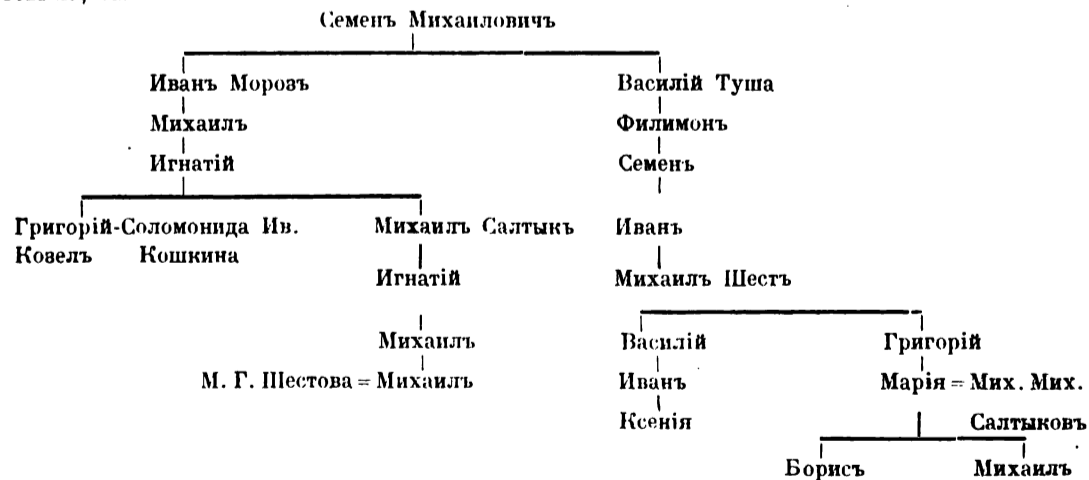 Семенъ Михаиловичъ
Иванъ Морозъ Василій Туша
Михаилъ Филимонъ
Игнатій Семенъ
Григорій-Соломонида Ив. Михаилъ Салтыкъ Иванъ
Козелъ Кошкина
Игнатій Михаилъ Шестъ
Михаилъ Василій Григорій
М. Г. Шестова = Михаилъ Иванъ Марія = Мих. Мих.
Ксенія Салтыковъ
Борисъ Михаилъ